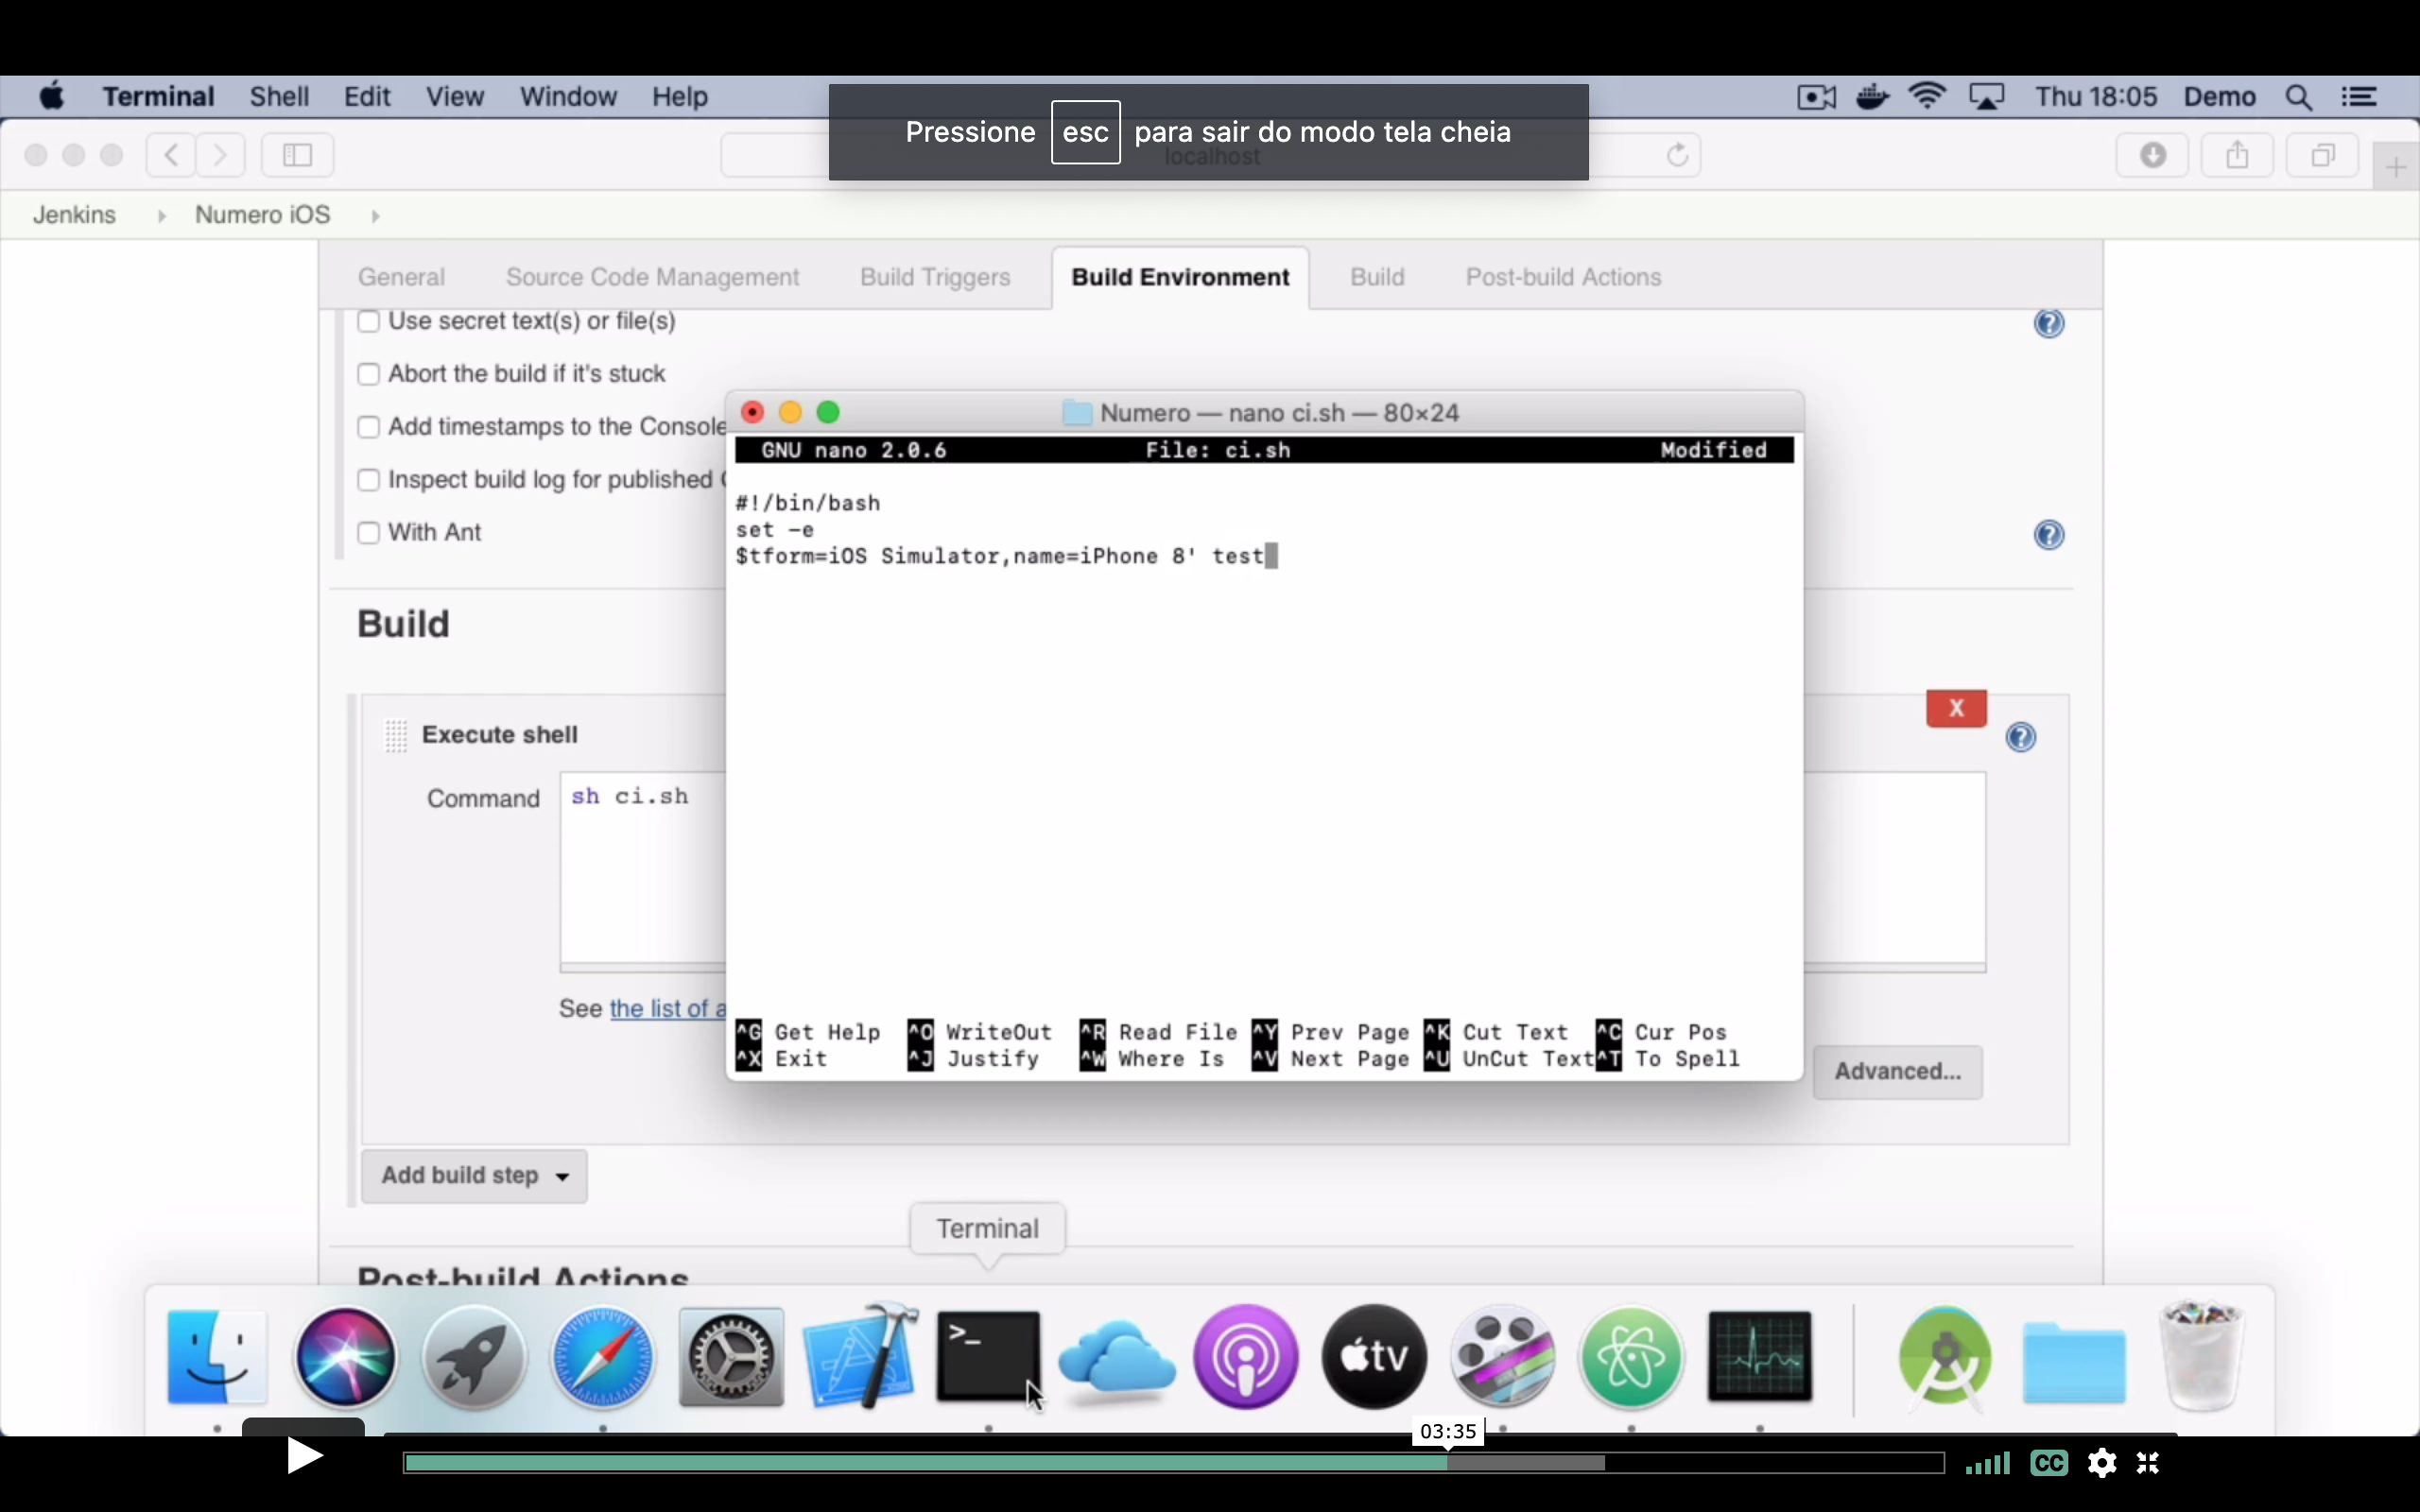 Terminal Shell Edit View Window Help
Thu 18:05 Demo
Pressione esc para sair do modo tela cheia
localhost
Jenkins Numero iOS
General Source Code Management Build Triggers Build Environment Build Post-build Actions
Use secret text(s) or file(s)
Abort the build if it's stuck
Add timestamps to the Console
Inspect build log for published
With Ant
Numero — nano ci.sh — 80×24
GNU nano 2.0.6 File: ci.sh Modified
#!/bin/bash
set -e
$tform=iOS Simulator,name=iPhone 8' test
^G Get Help ^O WriteOut ^R Read File ^Y Prev Page ^K Cut Text ^C Cur Pos
^X Exit ^J Justify ^W Where Is ^V Next Page ^U UnCut Text^T To Spell
Build
X
Execute shell
Command sh ci.sh
See the list of a
Advanced...
Add build step
Terminal
Post-build Actions
tv
03:35
CC